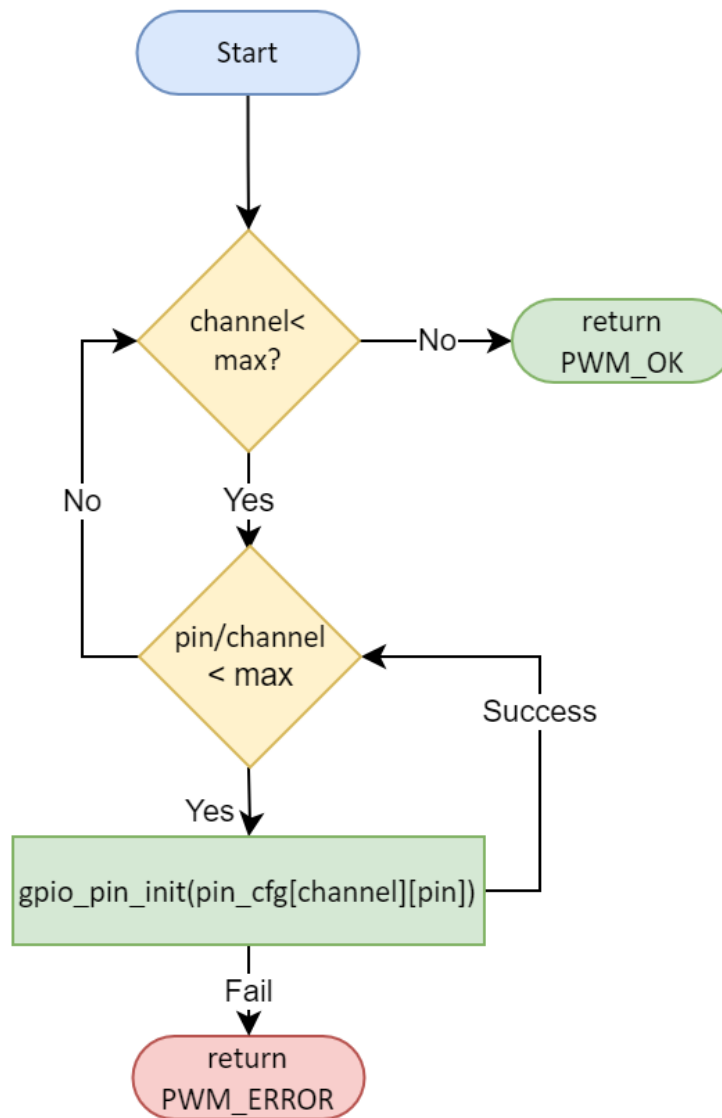 Start
channel<
max?
No
return
PWM_OK
No
Yes
pin/channel
< max
Success
Yes
gpio_pin_init(pin_cfg[channel][pin])
Fail
return
PWM_ERROR